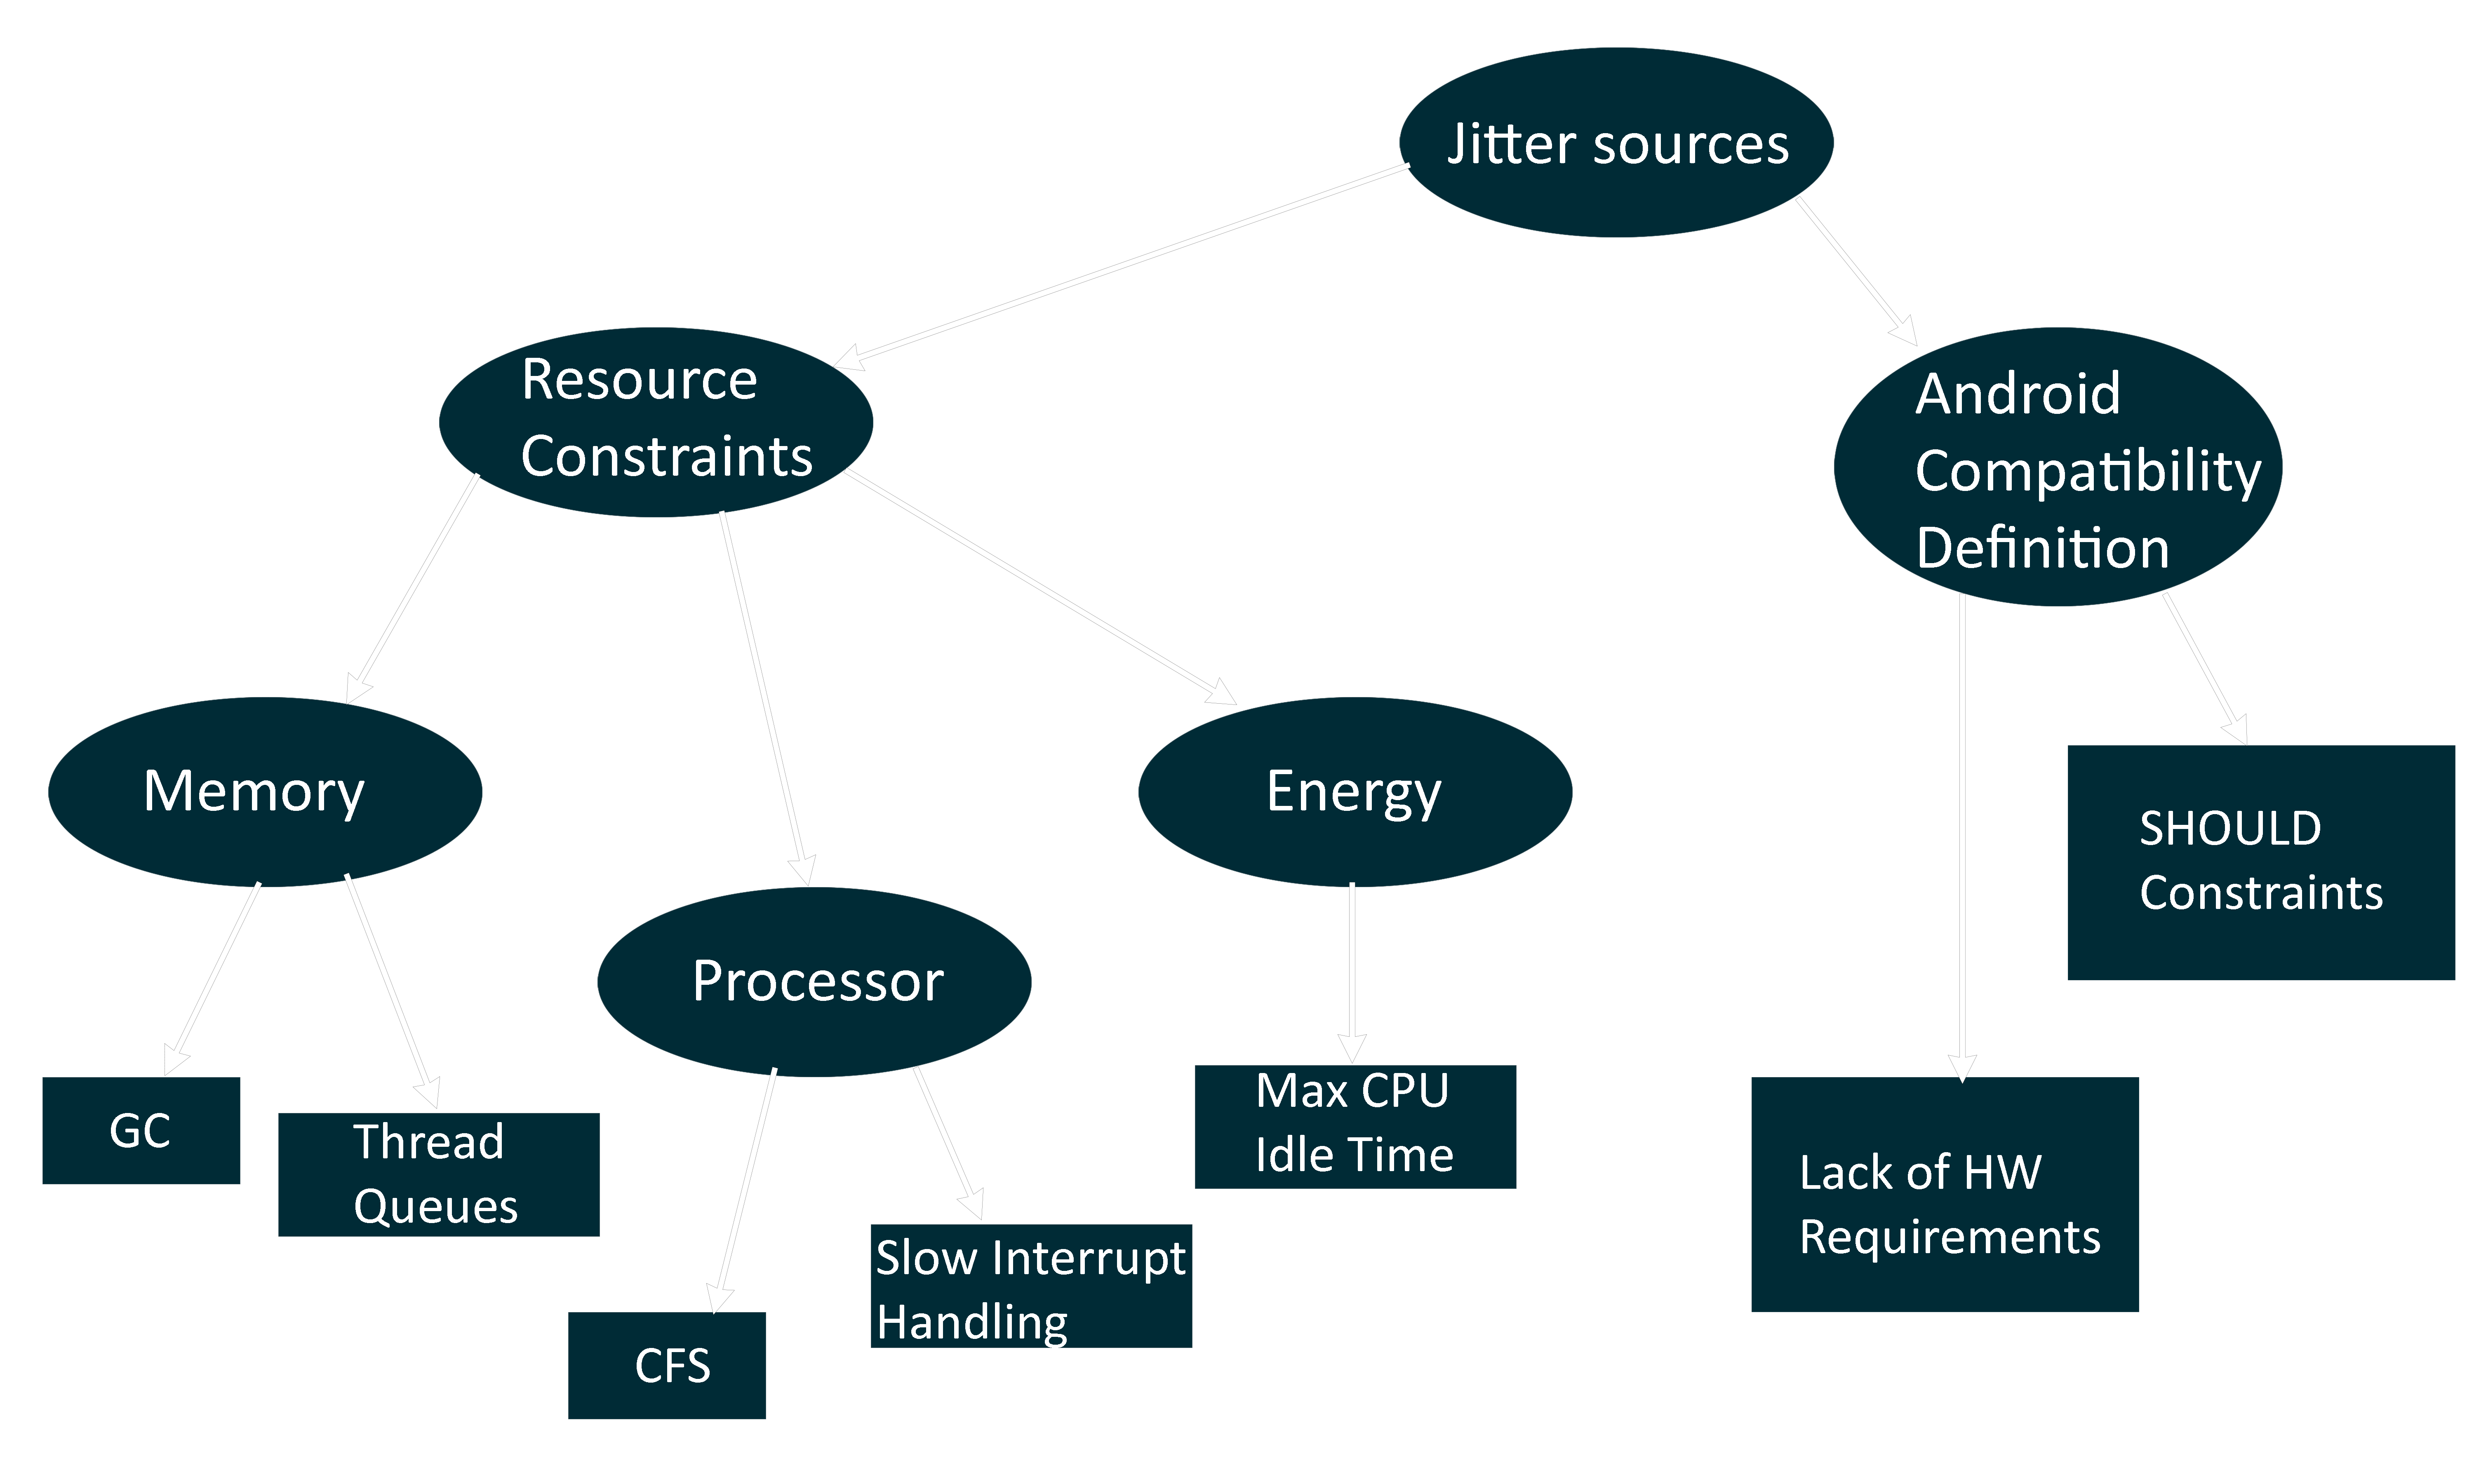 Jitter sources
Resource
Constraints
Android
Compatibility
Definition
Memory
Energy
SHOULD
Constraints
Processor
GC
Thread
Queues
Max CPU
Idle Time
Lack of HW
Requirements
Slow Interrupt
Handling
CFS